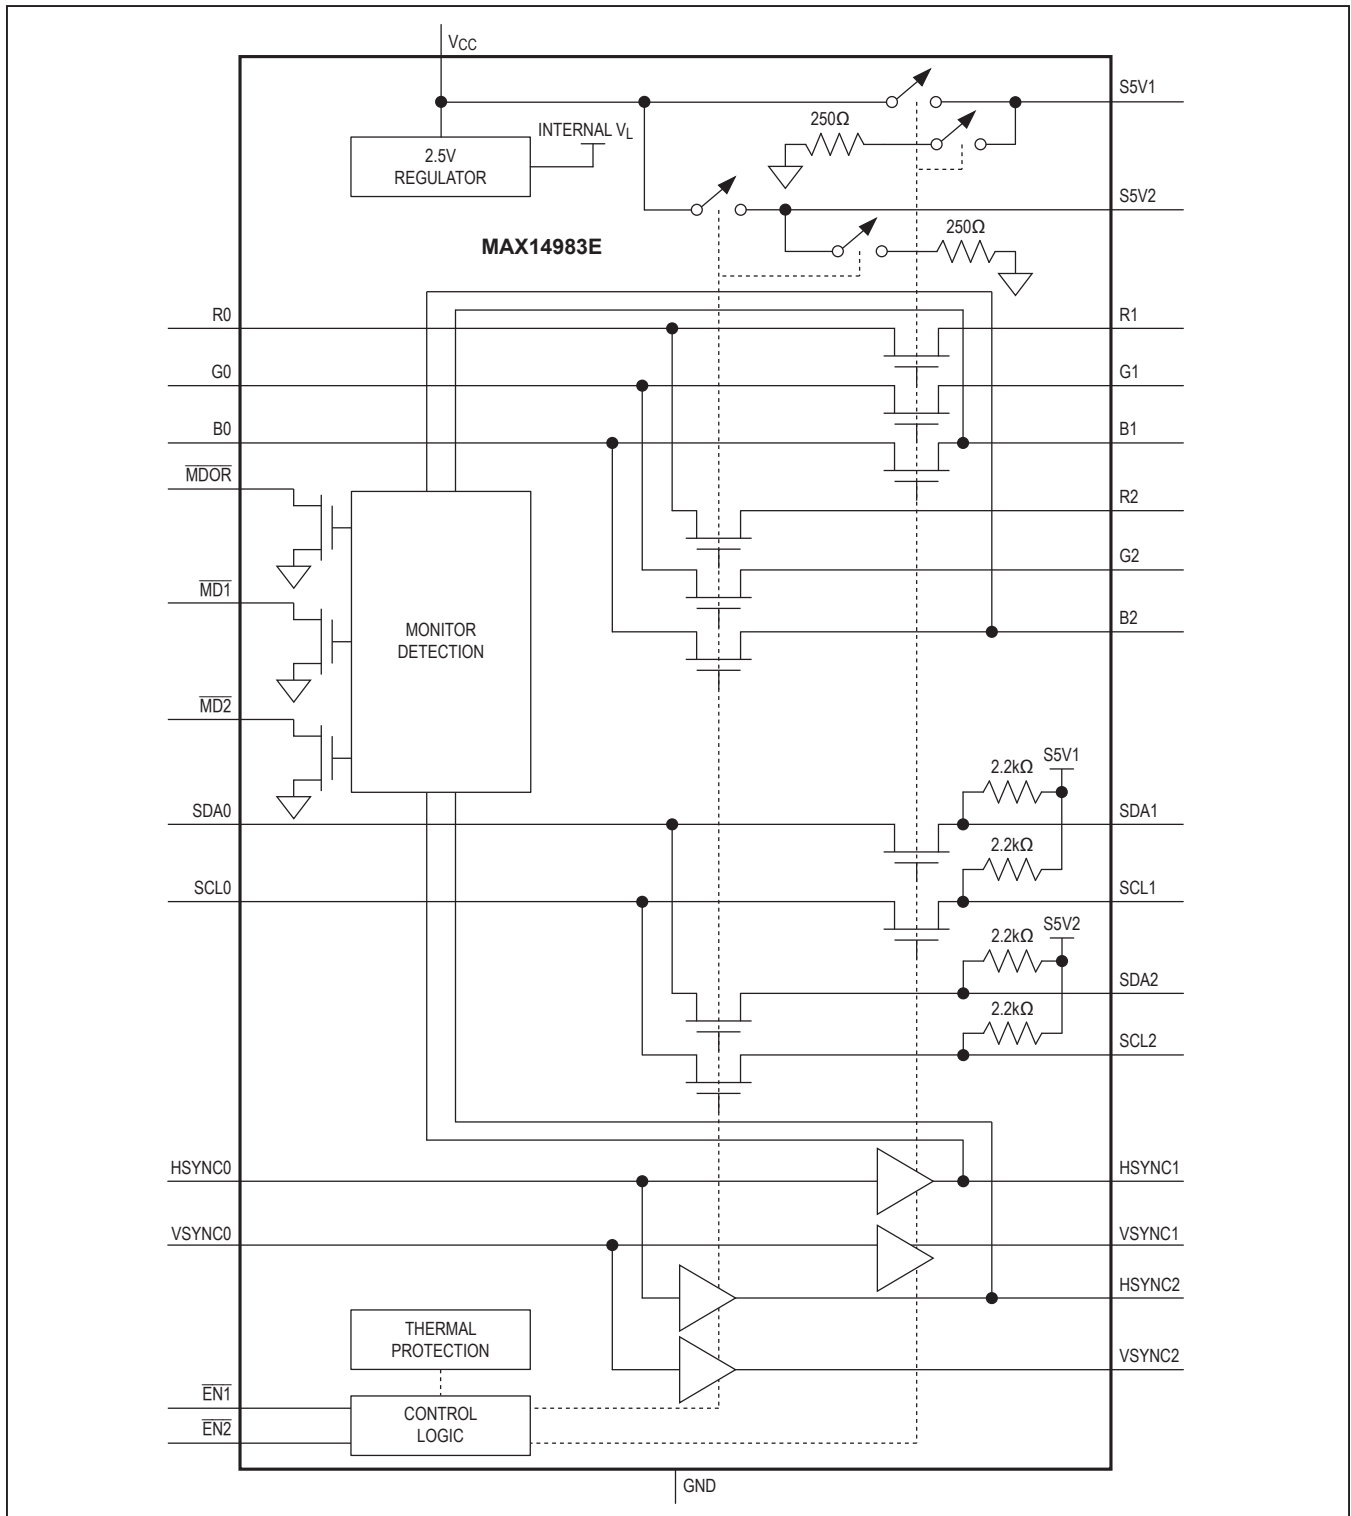 VCC
S5V1
250Ω
INTERNAL VL
2.5V
REGULATOR
S5V2
250Ω
MAX14983E
R0
R1
G0
G1
B0
B1
MDOR
R2
G2
MD1
B2
MONITOR
DETECTION
MD2
S5V1
2.2kΩ
SDA0
SDA1
2.2kΩ
SCL0
SCL1
S5V2
2.2kΩ
SDA2
2.2kΩ
SCL2
HSYNC0
HSYNC1
VSYNC0
VSYNC1
HSYNC2
THERMAL
PROTECTION
VSYNC2
EN1
CONTROL
LOGIC
EN2
GND